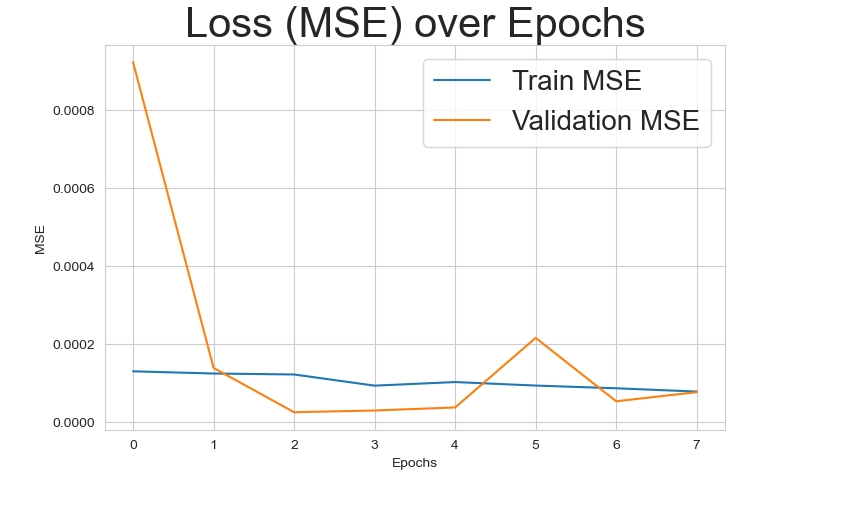 Loss (MSE) over Epochs
Train MSE
Validation MSE
0.0008
0.0006
0.0004
0.0002
0.0000
MSE
0 1 2 3 4 5 6 7
Epochs